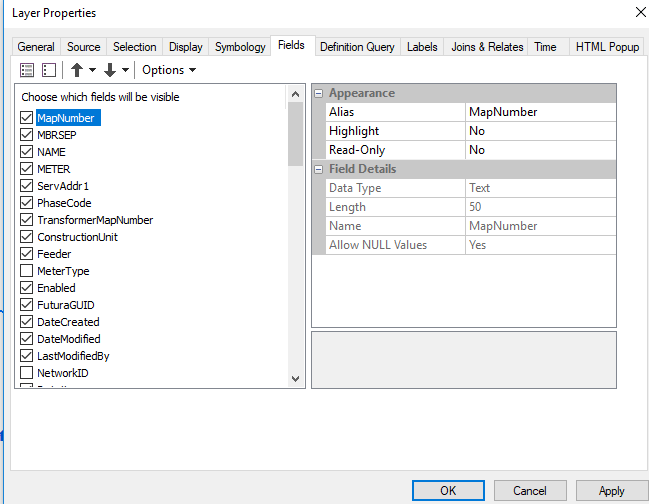 Layer Properties
General Source Selection Display Symbology Fields Definition Query Labels Joins & Relates Time HTML Popup
Options
Choose which fields will be visible
MapNumber
MBRSEP
NAME
METER
ServAddr1
PhaseCode
TransformerMapNumber
ConstructionUnit
Feeder
MeterType
Enabled
FuturaGUID
DateCreated
DateModified
LastModifiedBy
NetworkID
Appearance
Alias MapNumber
Highlight No
Read-Only No
Field Details
Data Type Text
Length 50
Name MapNumber
Allow NULL Values Yes
OK Cancel Apply